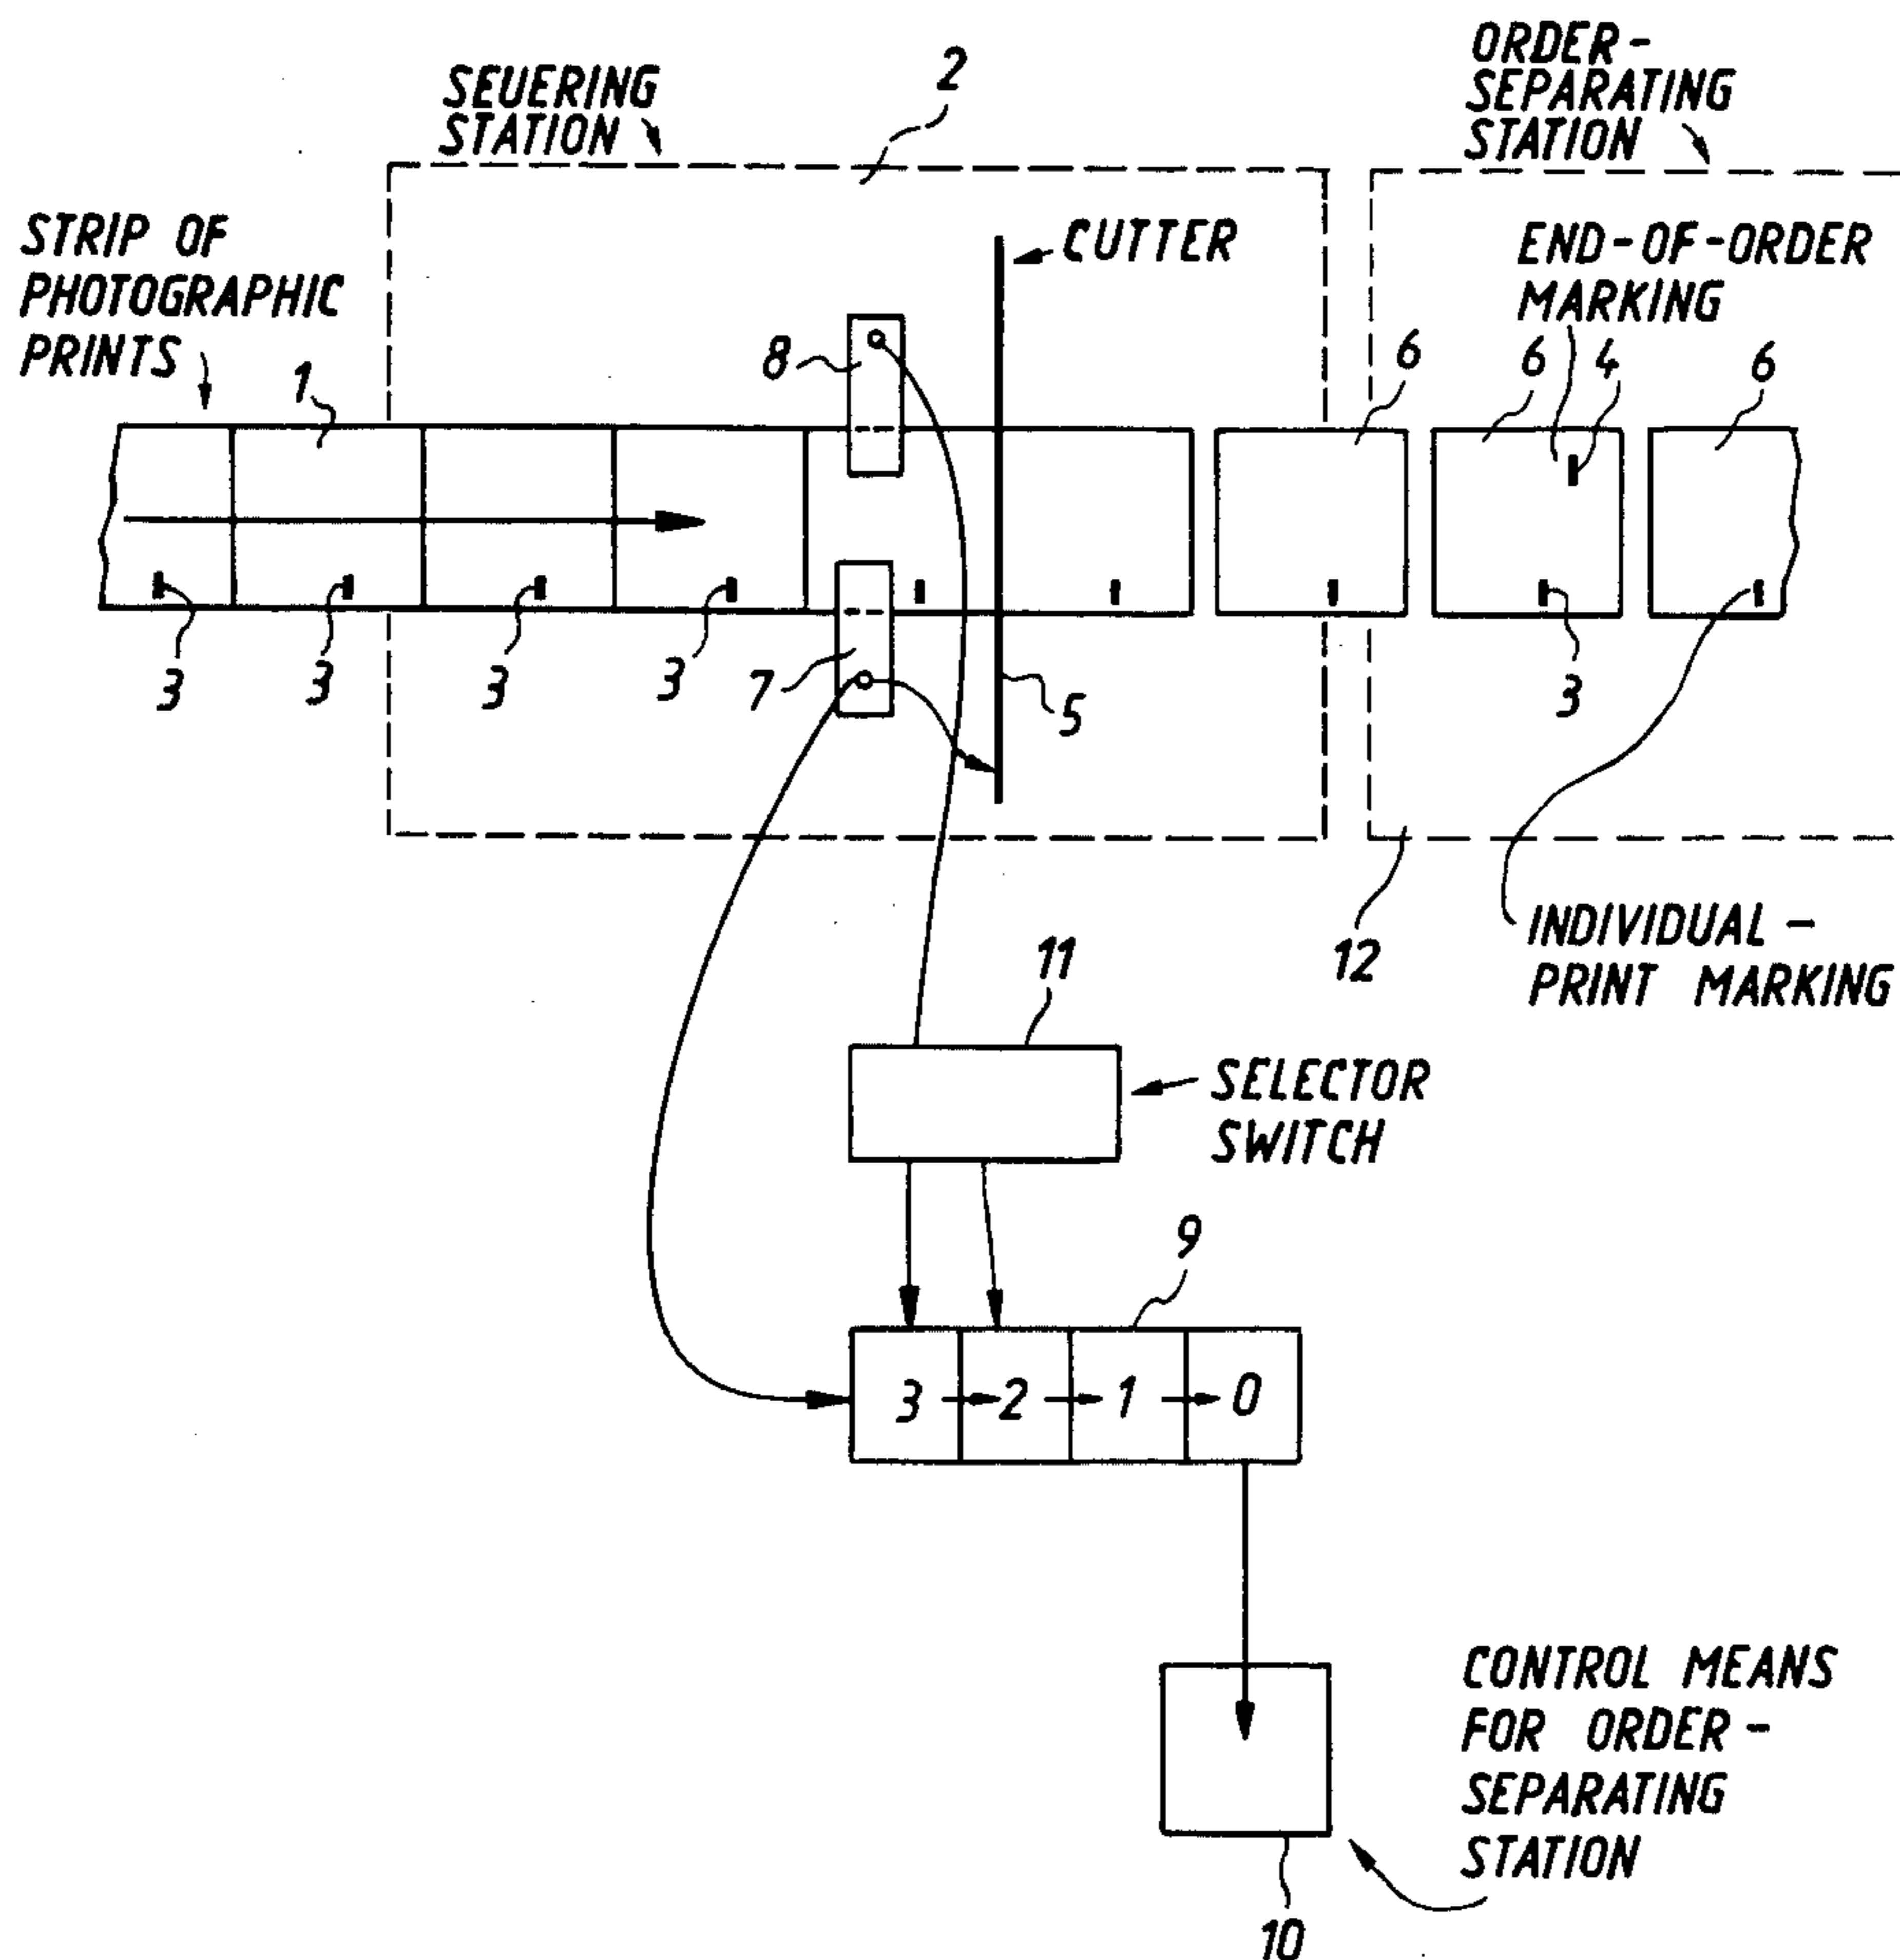 ORDER-
SEPARATING
STATION
SEUERING
STATION
2
STRIP OF
PHOTOGRAPHIC
PRINTS
CUTTER
END-OF-ORDER
MARKING
1
8
6
6
4
6
3
3
3
3
7
5
3
12
INDIVIDUAL-
PRINT MARKING
11
SELECTOR
SWITCH
9
3 2 1 0
CONTROL MEANS
FOR ORDER-
SEPARATING
STATION
10